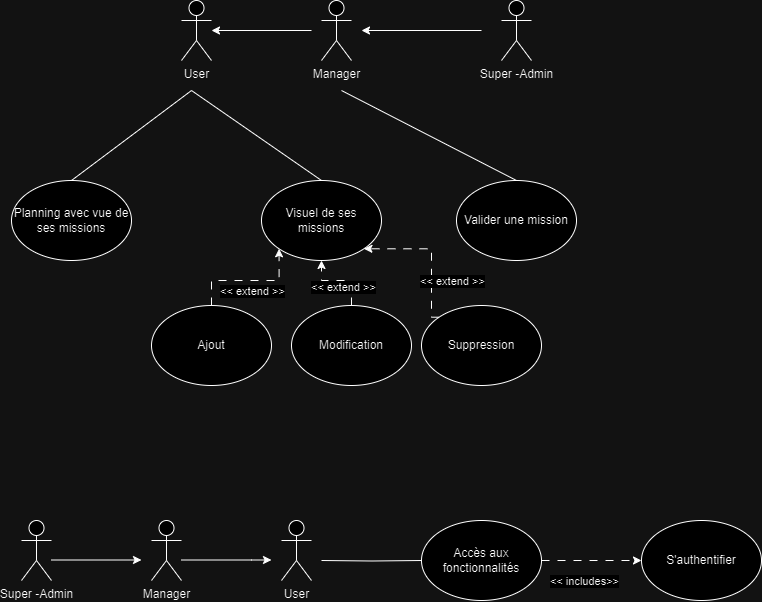 User
Manager
Super -Admin
Planning avec vue de
ses missions
Visuel de ses
missions
Valider une mission
<< extend >>
<< extend >>
<< extend >>
Ajout
Modification
Suppression
Super -Admin
Manager
User
Accès aux
fonctionnalités
<< includes>>
S'authentifier